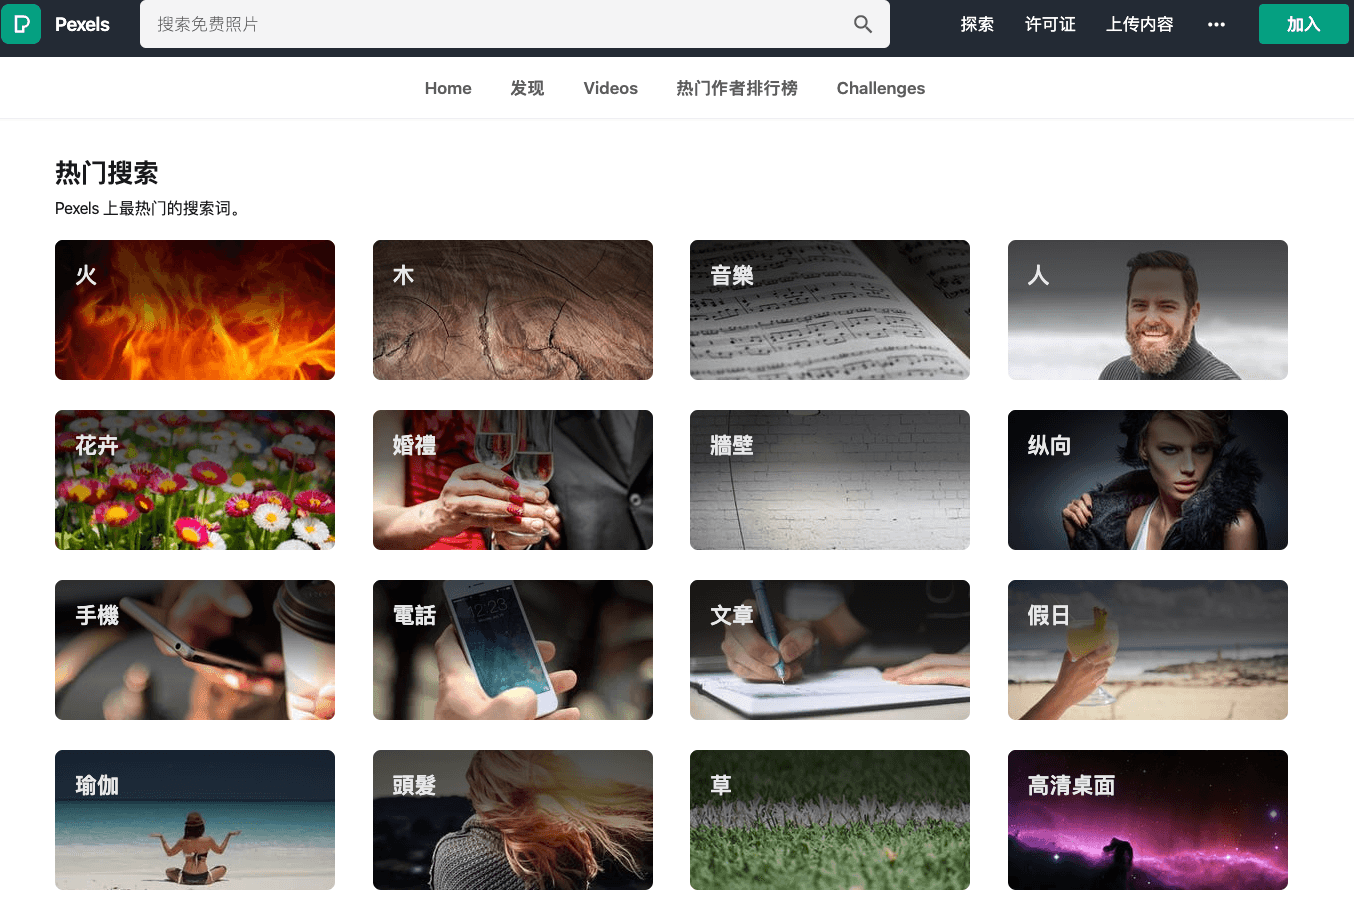 Pexels
搜索免费照片
探索
许可证
上传内容
加入
Home
发现
Videos
热门作者排行榜
Challenges
热门搜索
Pexels 上最热门的搜索词。
火
木
音樂
人
花卉
婚禮
牆壁
纵向
手機
電話
12:23
文章
假日
瑜伽
頭髮
草
高清桌面